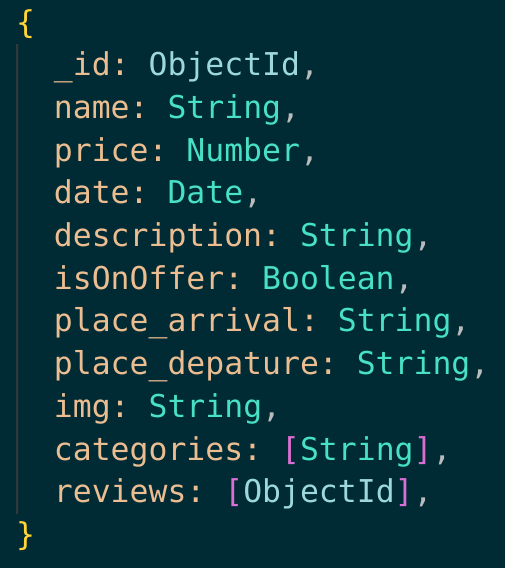 {
_id: ObjectId,
name: String,
price: Number,
date: Date,
description: String,
isOnOffer: Boolean,
place_arrival: String,
place_depature: String,
img: String,
categories: [String],
reviews: [ObjectId],
}